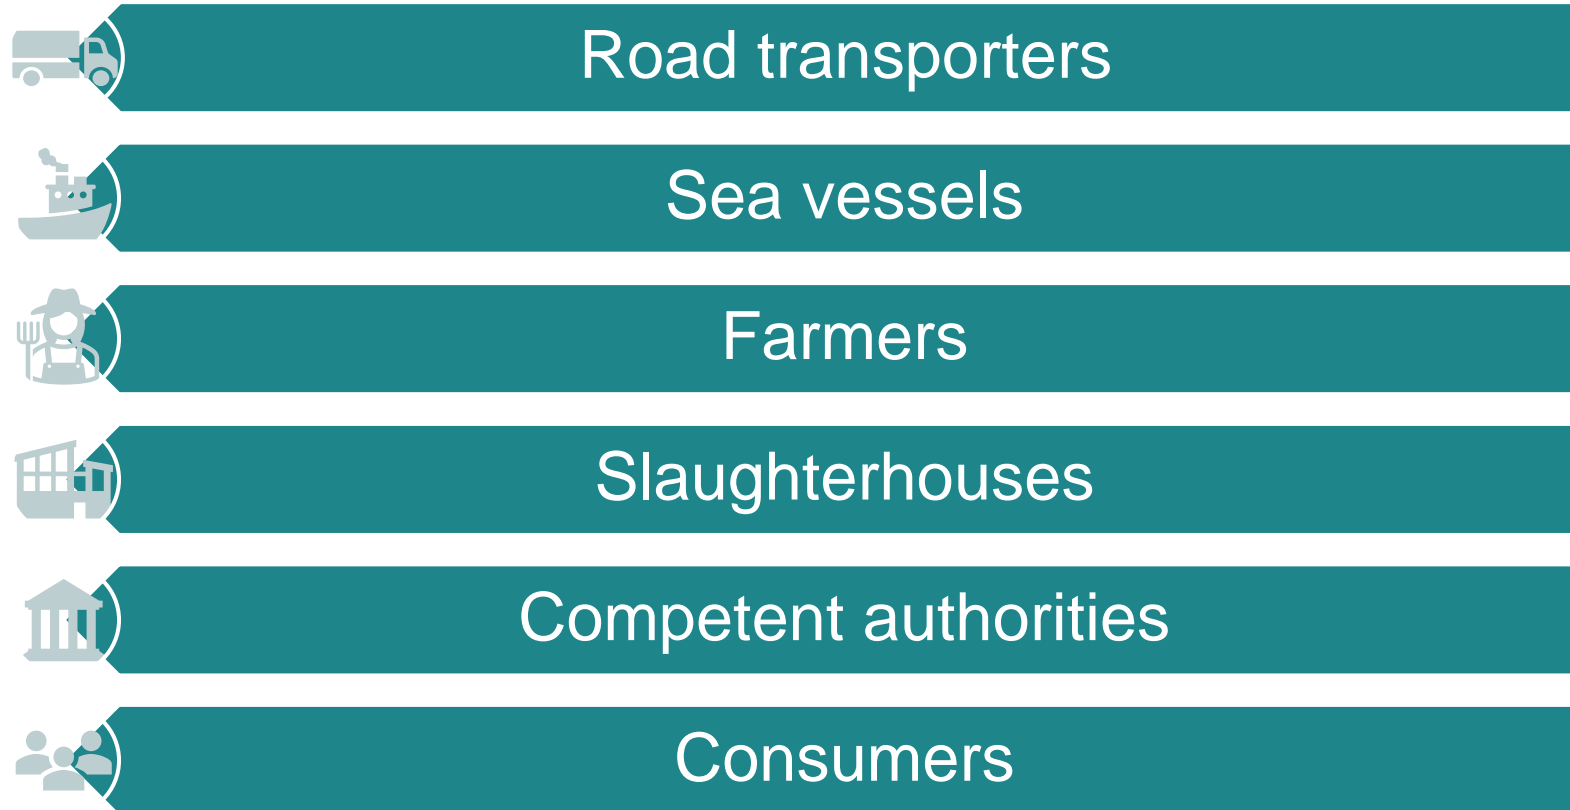 Road transporters
Sea vessels
Farmers
Slaughterhouses
Competent authorities
Consumers